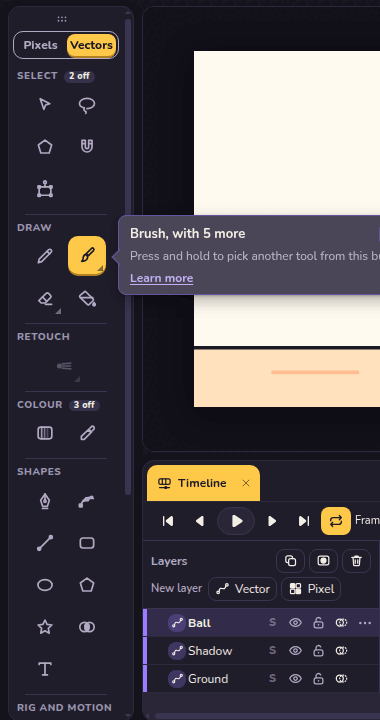 Pixels Vectors
SELECT 2 off
DRAW
Brush, with 5 more
Press and hold to pick another tool from this
Learn more
RETOUCH
COLOUR 3 off
SHAPES
Timeline
Layers
New layer Vector Pixel
Ball S
Shadow S
Ground S
RIG AND MOTION